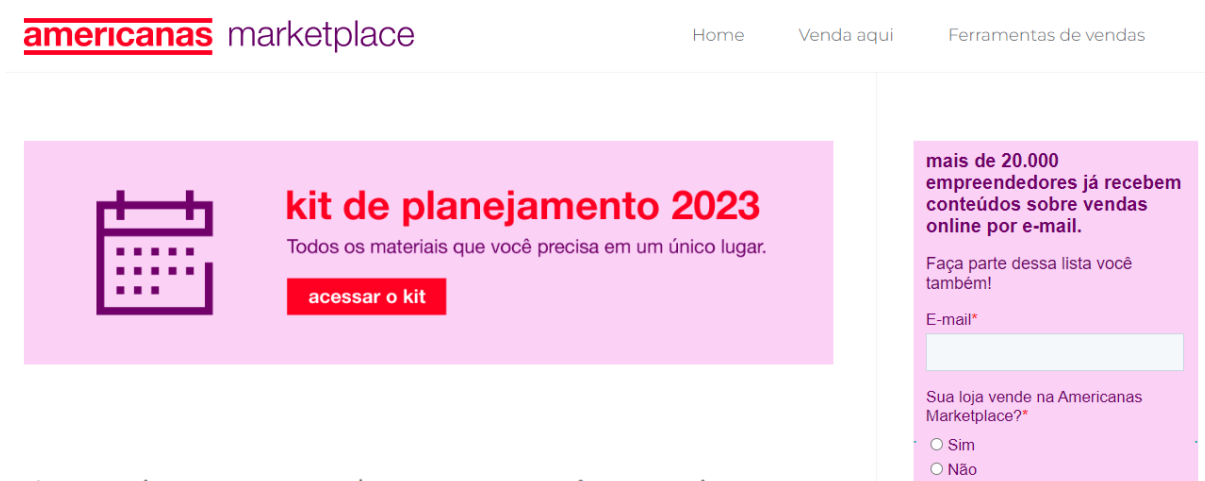 americanas marketplace
Home Venda aqui Ferramentas de vendas
kit de planejamento 2023
Todos os materiais que você precisa em um único lugar.
acessar o kit
mais de 20.000
empreendedores já recebem
conteúdos sobre vendas
online por e-mail.
Faça parte dessa lista você
também!
E-mail*
Sua loja vende na Americanas
Marketplace?*
Sim
Não